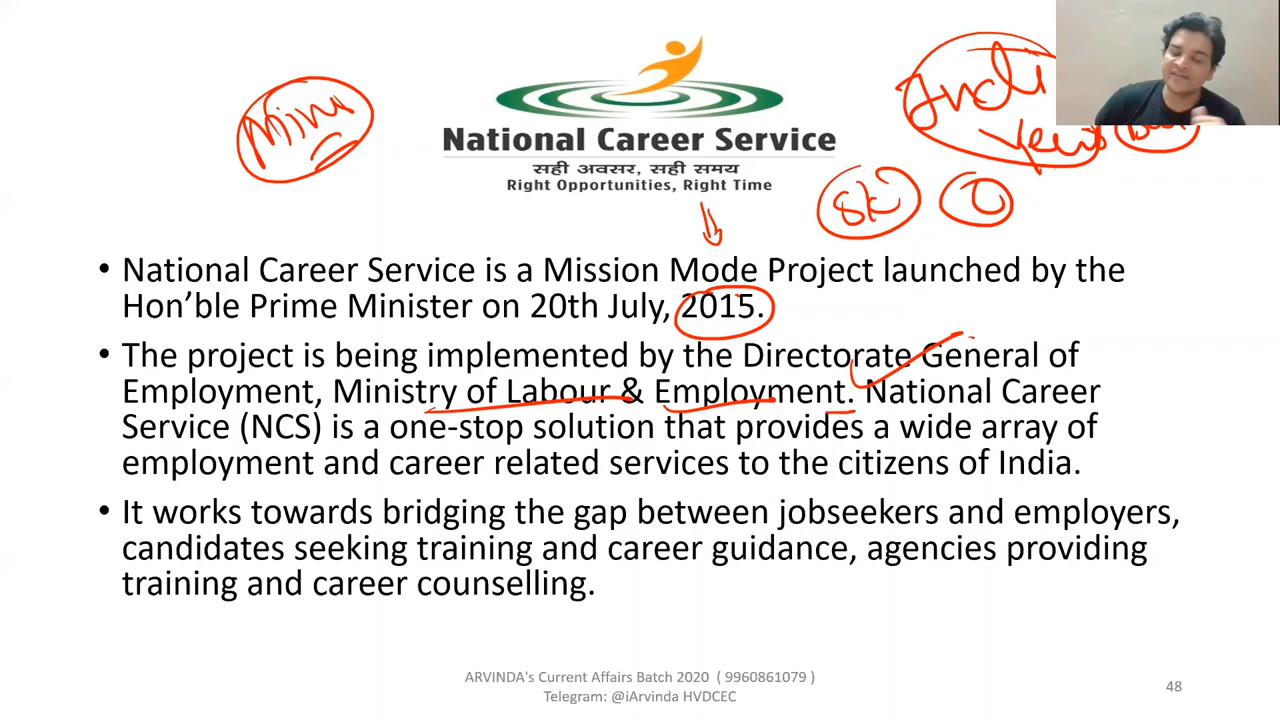 National Career Service
सही अवसर, सही समय
Right Opportunities, Right Time
• National Career Service is a Mission Mode Project launched by the
Hon’ble Prime Minister on 20th July, 2015.
• The project is being implemented by the Directorate General of
Employment, Ministry of Labour & Employment. National Career
Service (NCS) is a one-stop solution that provides a wide array of
employment and career related services to the citizens of India.
• It works towards bridging the gap between jobseekers and employers,
candidates seeking training and career guidance, agencies providing
training and career counselling.
ARVINDA's Current Affairs Batch 2020 ( 9960861079 )
Telegram: @iArvinda HVDCEC
48